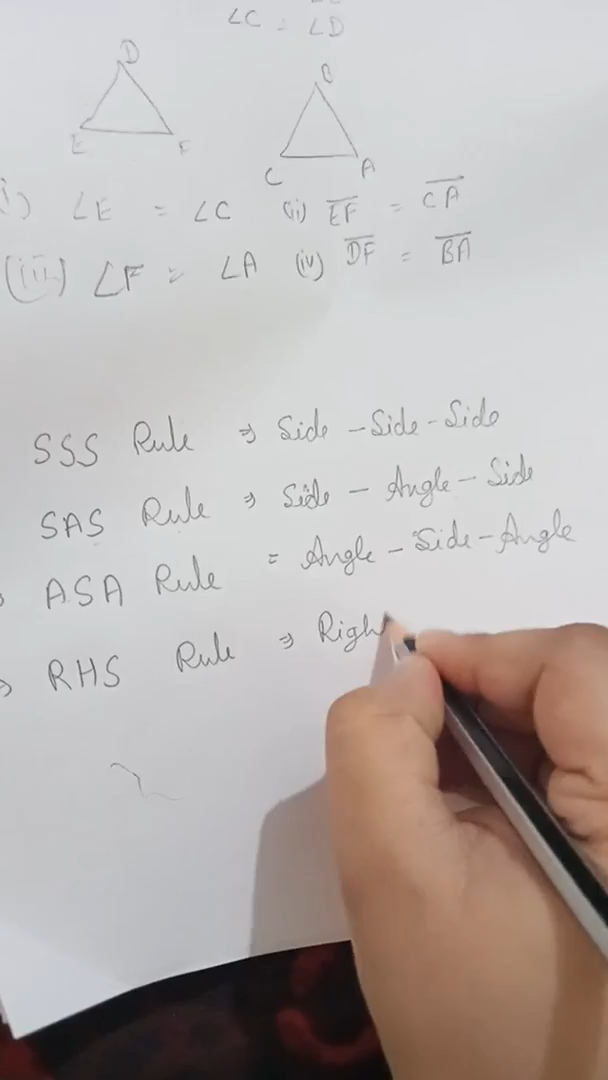 ∠C = ∠D
D
B
E
F
C
A
i) ∠E = ∠C (ii) EF = CA
(iii) ∠F = ∠A (iv) DF = BA
SSS Rule ⇒ Side - Side - Side
SAS Rule ⇒ Side - Angle - Side
ASA Rule = Angle - Side - Angle
RHS Rule ⇒ Righ